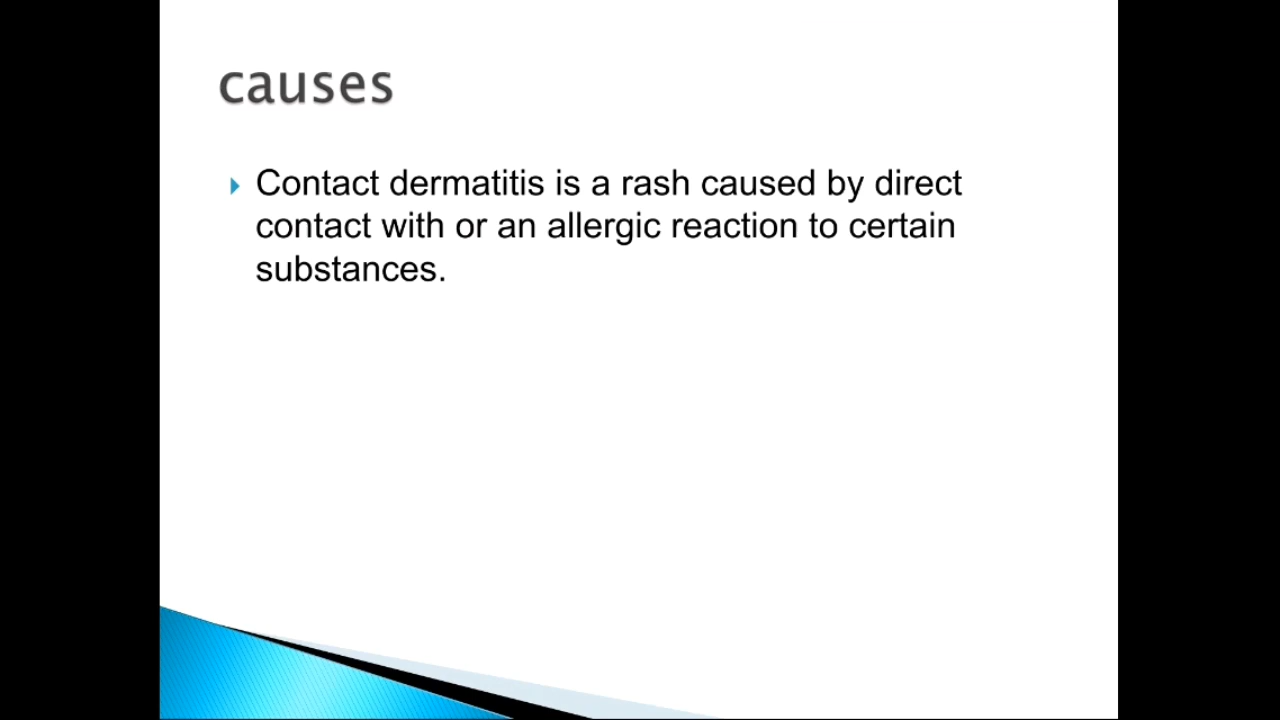 causes
Contact dermatitis is a rash caused by direct
contact with or an allergic reaction to certain
substances.